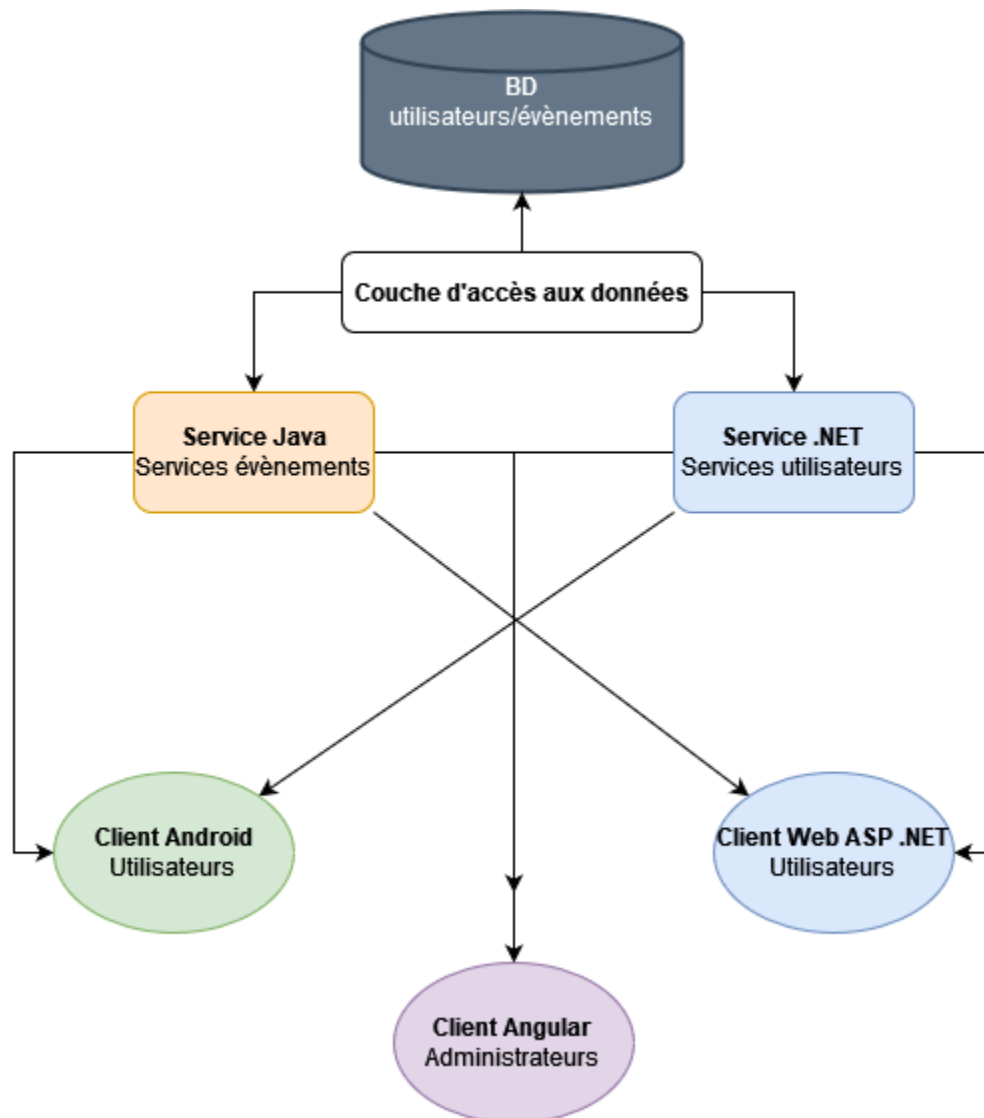 BD
utilisateurs/évènements
Couche d'accès aux données
Service Java
Services évènements
Service .NET
Services utilisateurs
Client Android
Utilisateurs
Client Web ASP .NET
Utilisateurs
Client Angular
Administrateurs